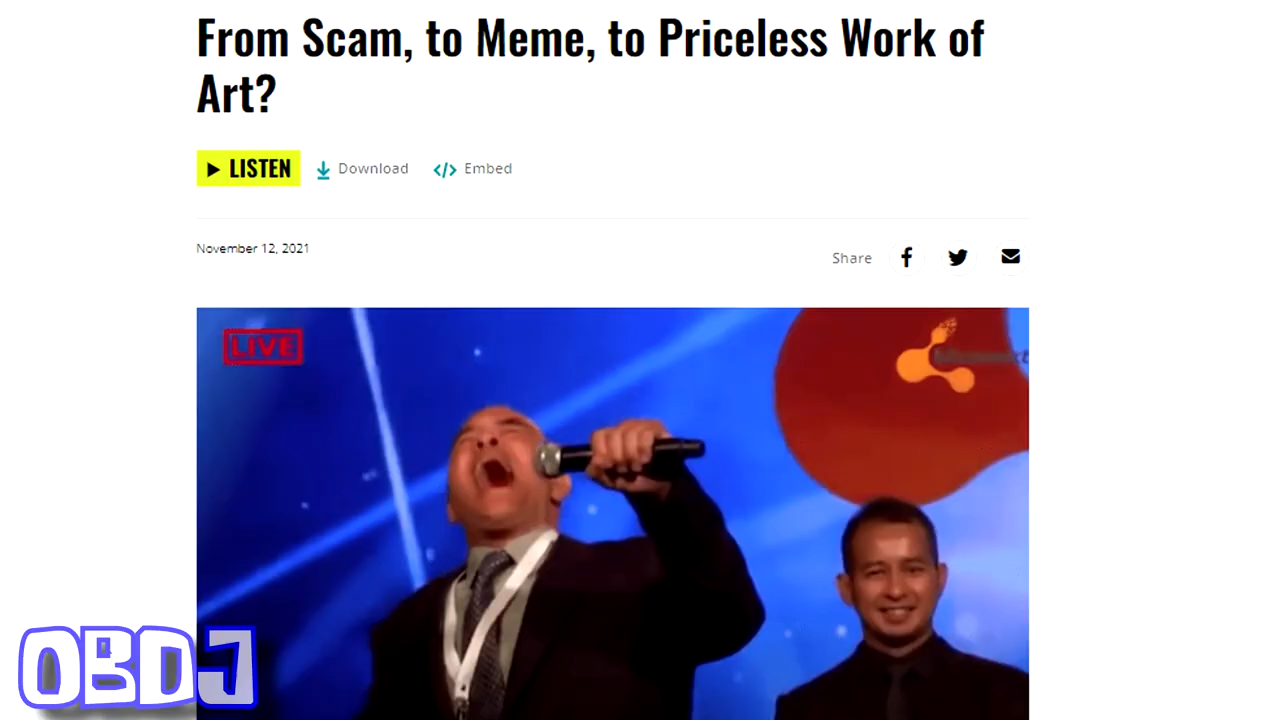 From Scam, to Meme, to Priceless Work of
Art?
LISTEN
Download
Embed
November 12, 2021
Share
LIVE
OBDJ